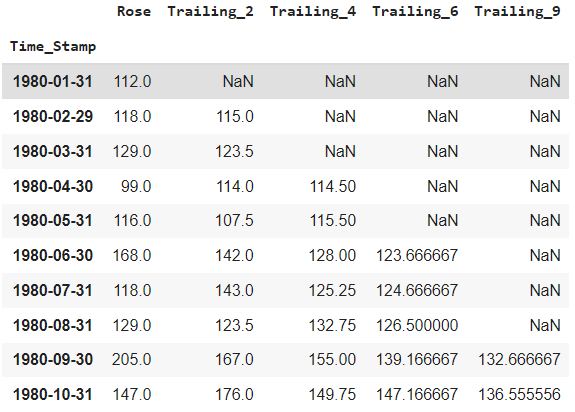 Rose Trailing_2 Trailing_4 Trailing_6 Trailing_9
Time_Stamp
1980-01-31 112.0 NaN NaN NaN NaN
1980-02-29 118.0 115.0 NaN NaN NaN
1980-03-31 129.0 123.5 NaN NaN NaN
1980-04-30 99.0 114.0 114.50 NaN NaN
1980-05-31 116.0 107.5 115.50 NaN NaN
1980-06-30 168.0 142.0 128.00 123.666667 NaN
1980-07-31 118.0 143.0 125.25 124.666667 NaN
1980-08-31 129.0 123.5 132.75 126.500000 NaN
1980-09-30 205.0 167.0 155.00 139.166667 132.666667
1980-10-31 147.0 176.0 149.75 147.166667 136.555556